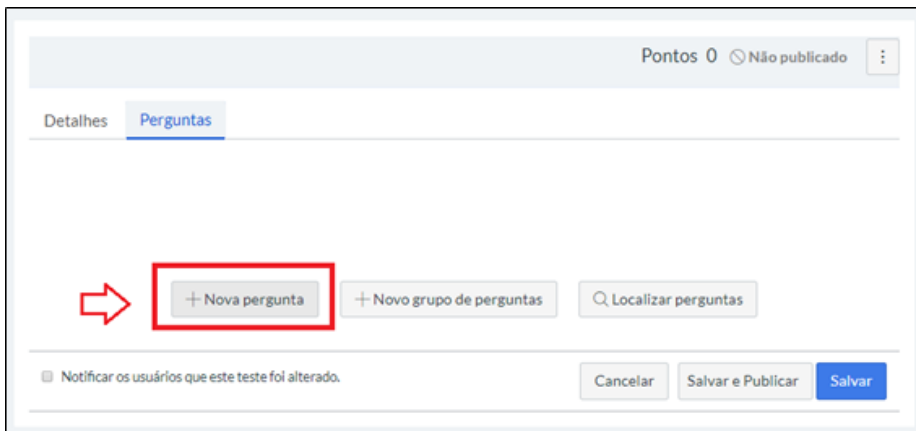 Pontos 0 Não publicado
Detalhes Perguntas
Nova pergunta Novo grupo de perguntas Localizar perguntas
Notificar os usuários que este teste foi alterado. Cancelar Salvar e Publicar Salvar